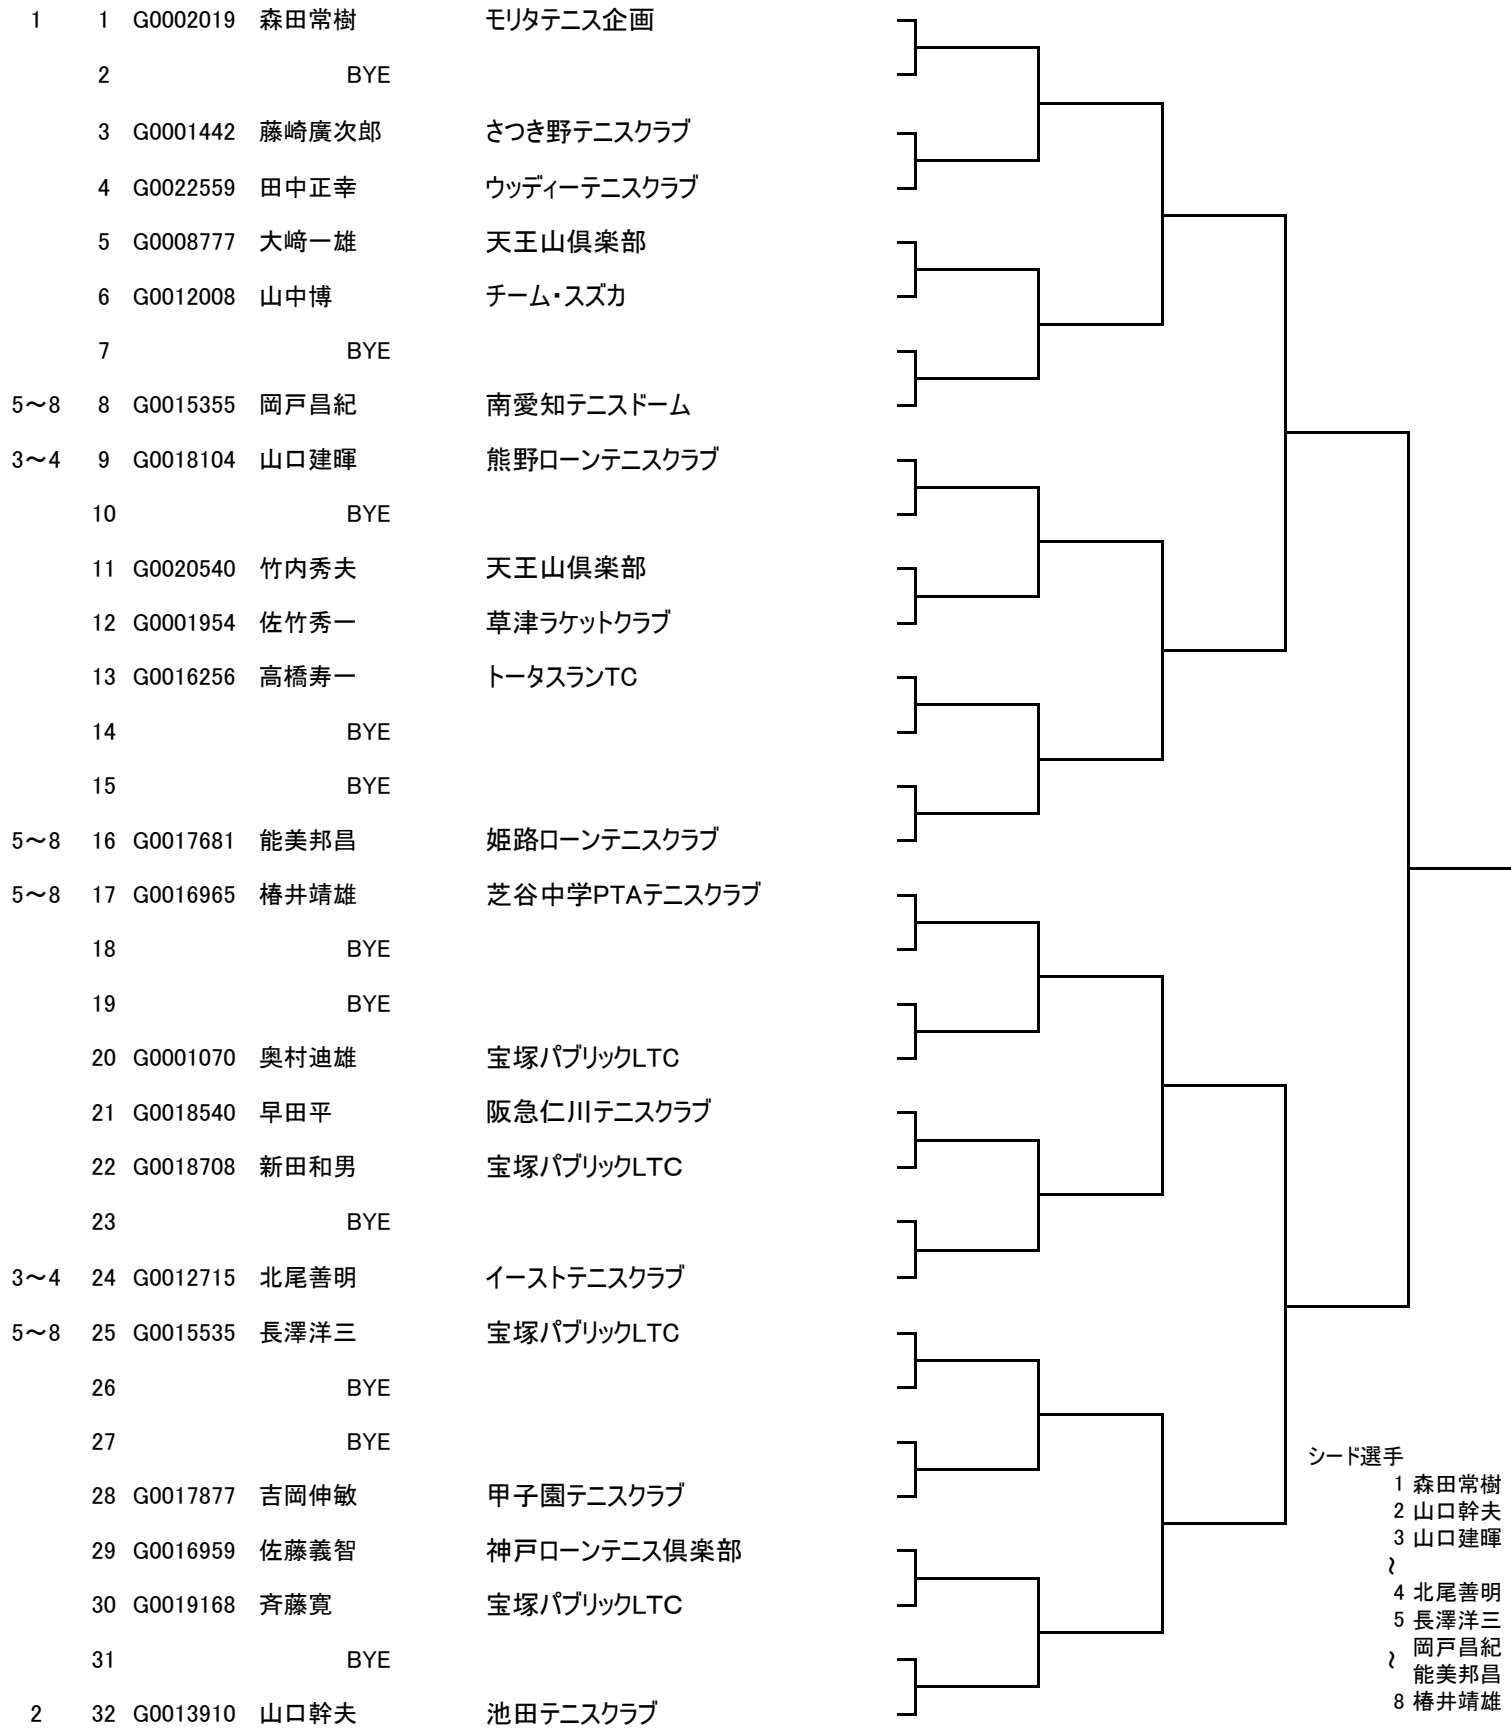 1 1 G0002019 森田常樹 モリタテニス企画
2 BYE
3 G0001442 藤崎廣次郎 さつき野テニスクラブ
4 G0022559 田中正幸 ウッディーテニスクラブ
5 G0008777 大﨑一雄 天王山倶楽部
6 G0012008 山中博 チーム・スズカ
7 BYE
5～8 8 G0015355 岡戸昌紀 南愛知テニスドーム
3～4 9 G0018104 山口建暉 熊野ローンテニスクラブ
10 BYE
11 G0020540 竹内秀夫 天王山倶楽部
12 G0001954 佐竹秀一 草津ラケットクラブ
13 G0016256 高橋寿一 トータスランTC
14 BYE
15 BYE
5～8 16 G0017681 能美邦昌 姫路ローンテニスクラブ
5～8 17 G0016965 椿井靖雄 芝谷中学PTAテニスクラブ
18 BYE
19 BYE
20 G0001070 奥村迪雄 宝塚パブリックLTC
21 G0018540 早田平 阪急仁川テニスクラブ
22 G0018708 新田和男 宝塚パブリックLTC
23 BYE
3～4 24 G0012715 北尾善明 イーストテニスクラブ
5～8 25 G0015535 長澤洋三 宝塚パブリックLTC
26 BYE
27 BYE
28 G0017877 吉岡伸敏 甲子園テニスクラブ
29 G0016959 佐藤義智 神戸ローンテニス倶楽部
30 G0019168 斉藤寛 宝塚パブリックLTC
31 BYE
2 32 G0013910 山口幹夫 池田テニスクラブ
シード選手
1 森田常樹
2 山口幹夫
3 山口建暉
～
4 北尾善明
5 長澤洋三
岡戸昌紀
～
能美邦昌
8 椿井靖雄